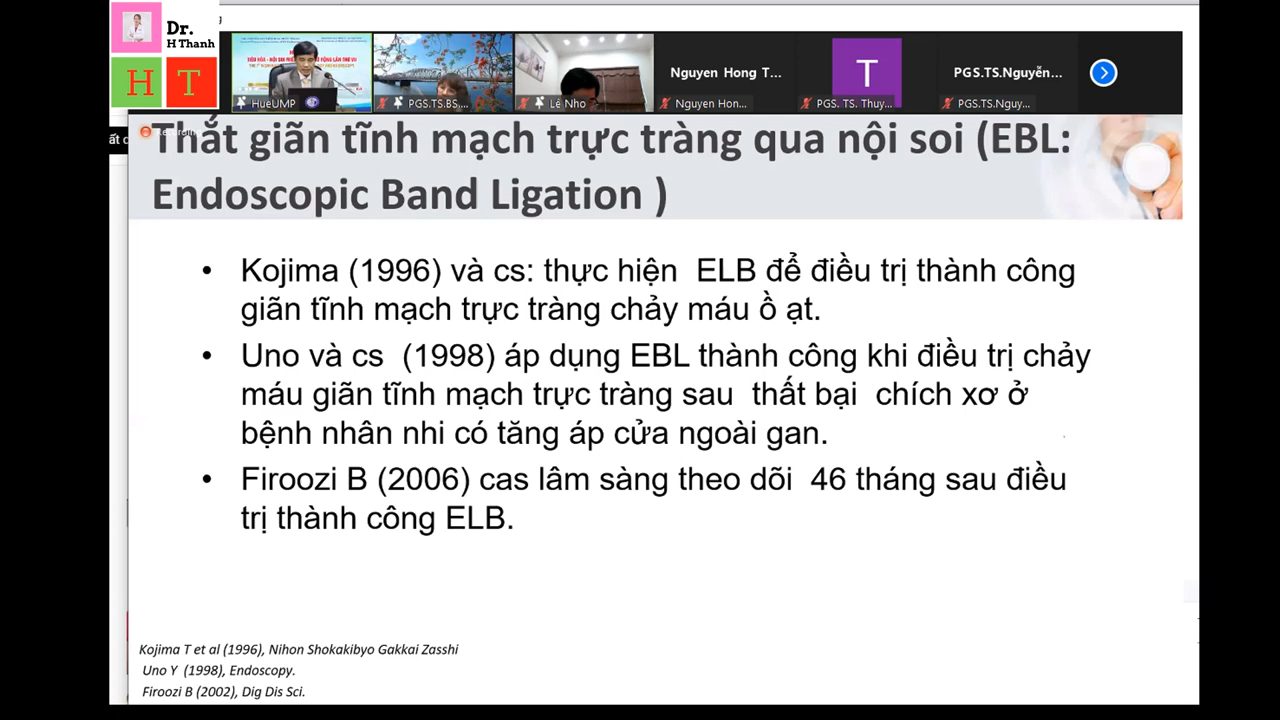 Dr.
H Thanh
H T
HueUMP
PGS.TS.BS....
Lê Nho
Nguyen Hong T...
Nguyen Hon...
T
PGS. TS. Thuy...
PGS.TS.Nguyễn...
PGS.TS.Nguy...
Recording
Thắt giãn tĩnh mạch trực tràng qua nội soi (EBL:
Endoscopic Band Ligation )
• Kojima (1996) và cs: thực hiện ELB để điều trị thành công
giãn tĩnh mạch trực tràng chảy máu ồ ạt.
• Uno và cs (1998) áp dụng EBL thành công khi điều trị chảy
máu giãn tĩnh mạch trực tràng sau thất bại chích xơ ở
bệnh nhân nhi có tăng áp cửa ngoài gan.
• Firoozi B (2006) cas lâm sàng theo dõi 46 tháng sau điều
trị thành công ELB.
Kojima T et al (1996), Nihon Shokakibyo Gakkai Zasshi
Uno Y (1998), Endoscopy.
Firoozi B (2002), Dig Dis Sci.